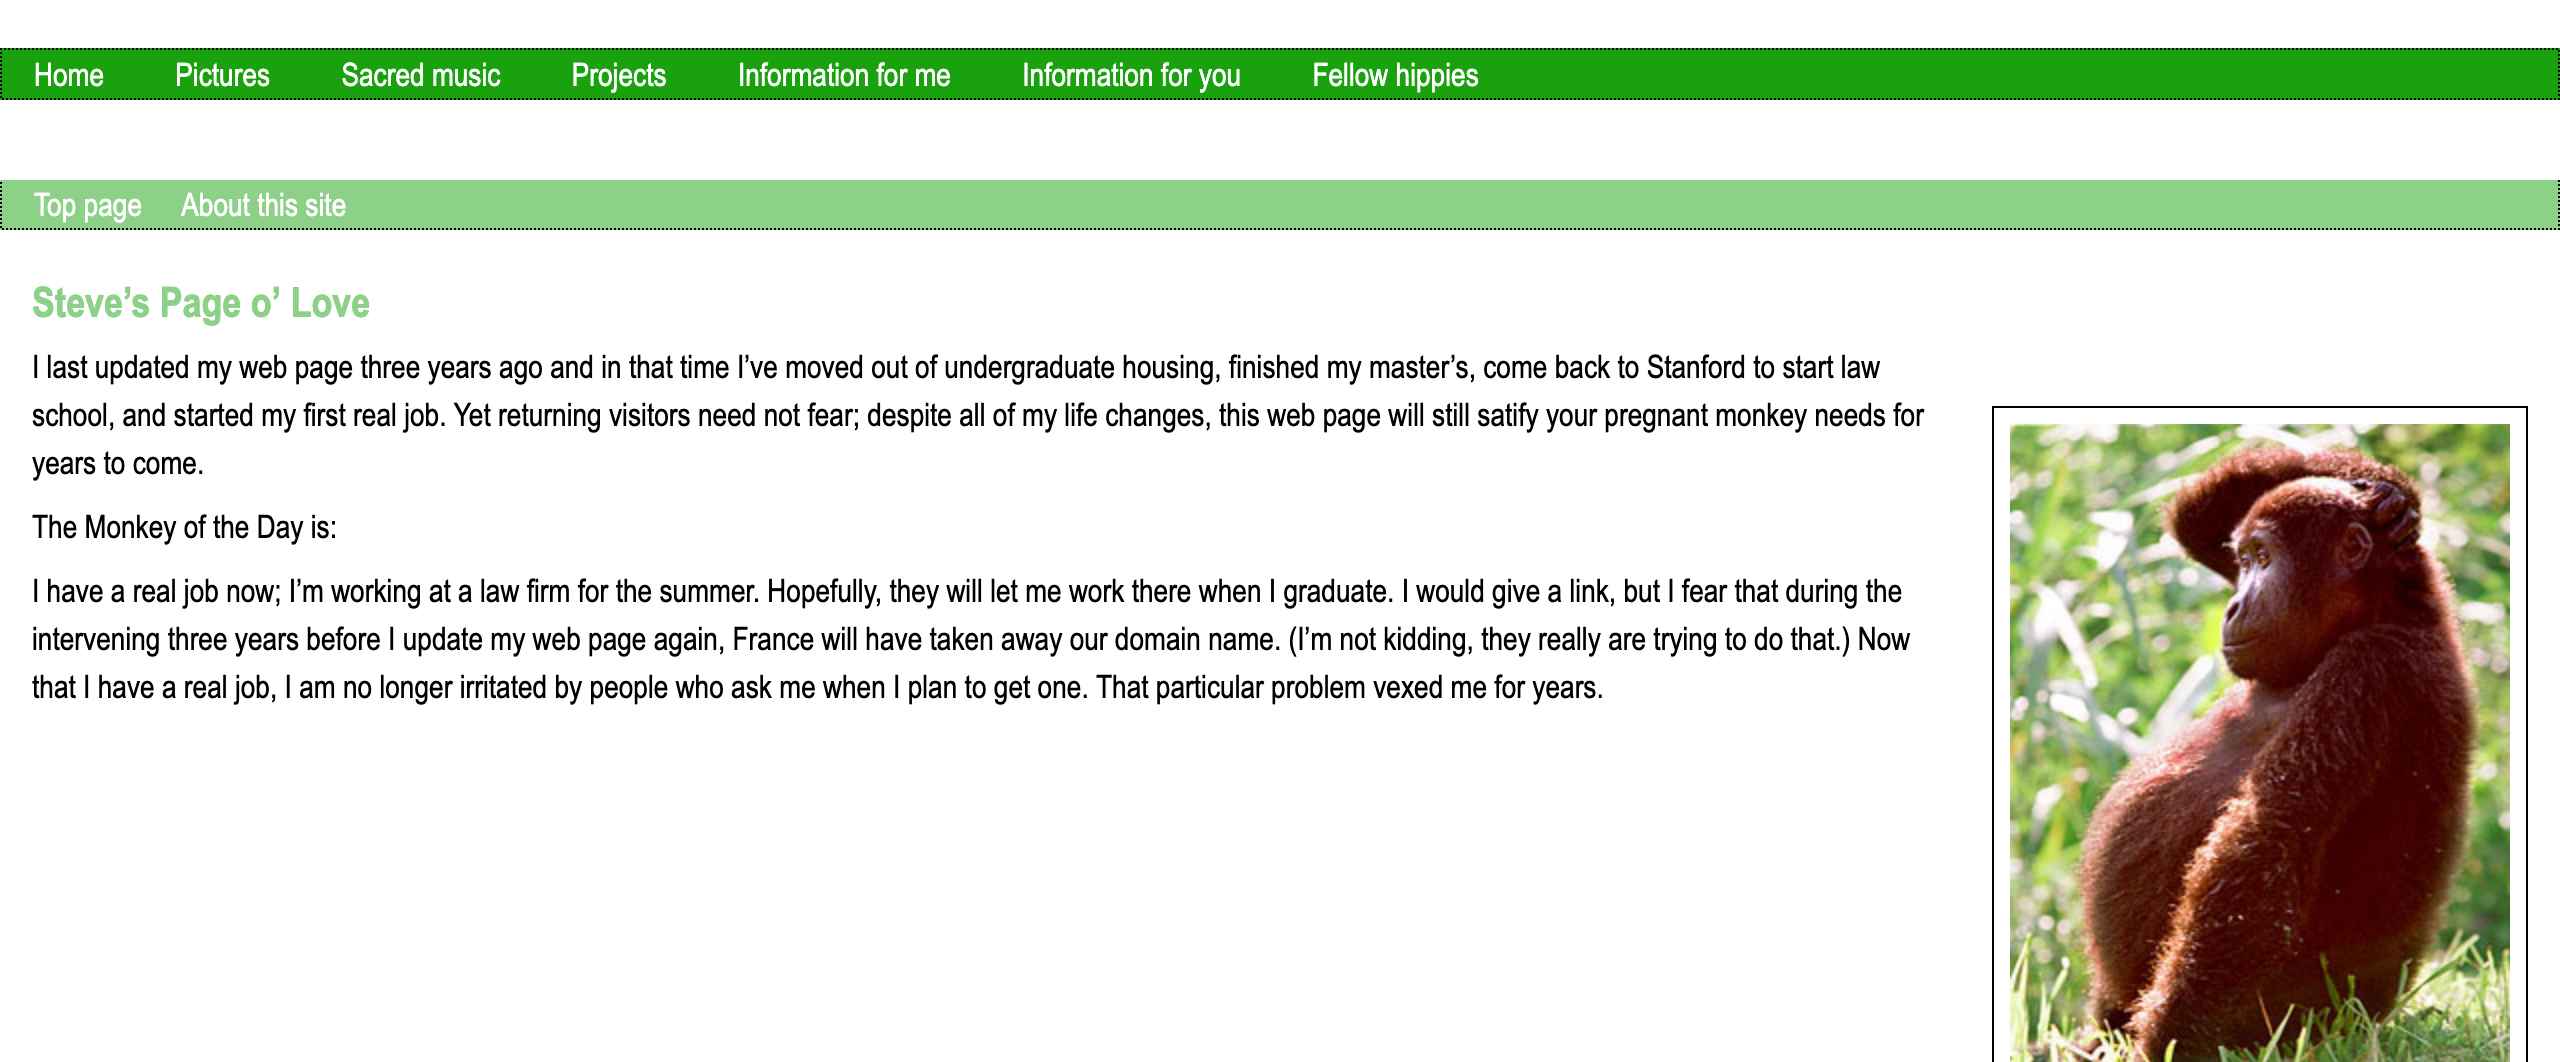 Home Pictures Sacred music Projects Information for me Information for you Fellow hippies
Top page About this site
Steve’s Page o’ Love
I last updated my web page three years ago and in that time I’ve moved out of undergraduate housing, finished my master’s, come back to Stanford to start law
school, and started my first real job. Yet returning visitors need not fear; despite all of my life changes, this web page will still satify your pregnant monkey needs for
years to come.
The Monkey of the Day is:
I have a real job now; I’m working at a law firm for the summer. Hopefully, they will let me work there when I graduate. I would give a link, but I fear that during the
intervening three years before I update my web page again, France will have taken away our domain name. (I’m not kidding, they really are trying to do that.) Now
that I have a real job, I am no longer irritated by people who ask me when I plan to get one. That particular problem vexed me for years.